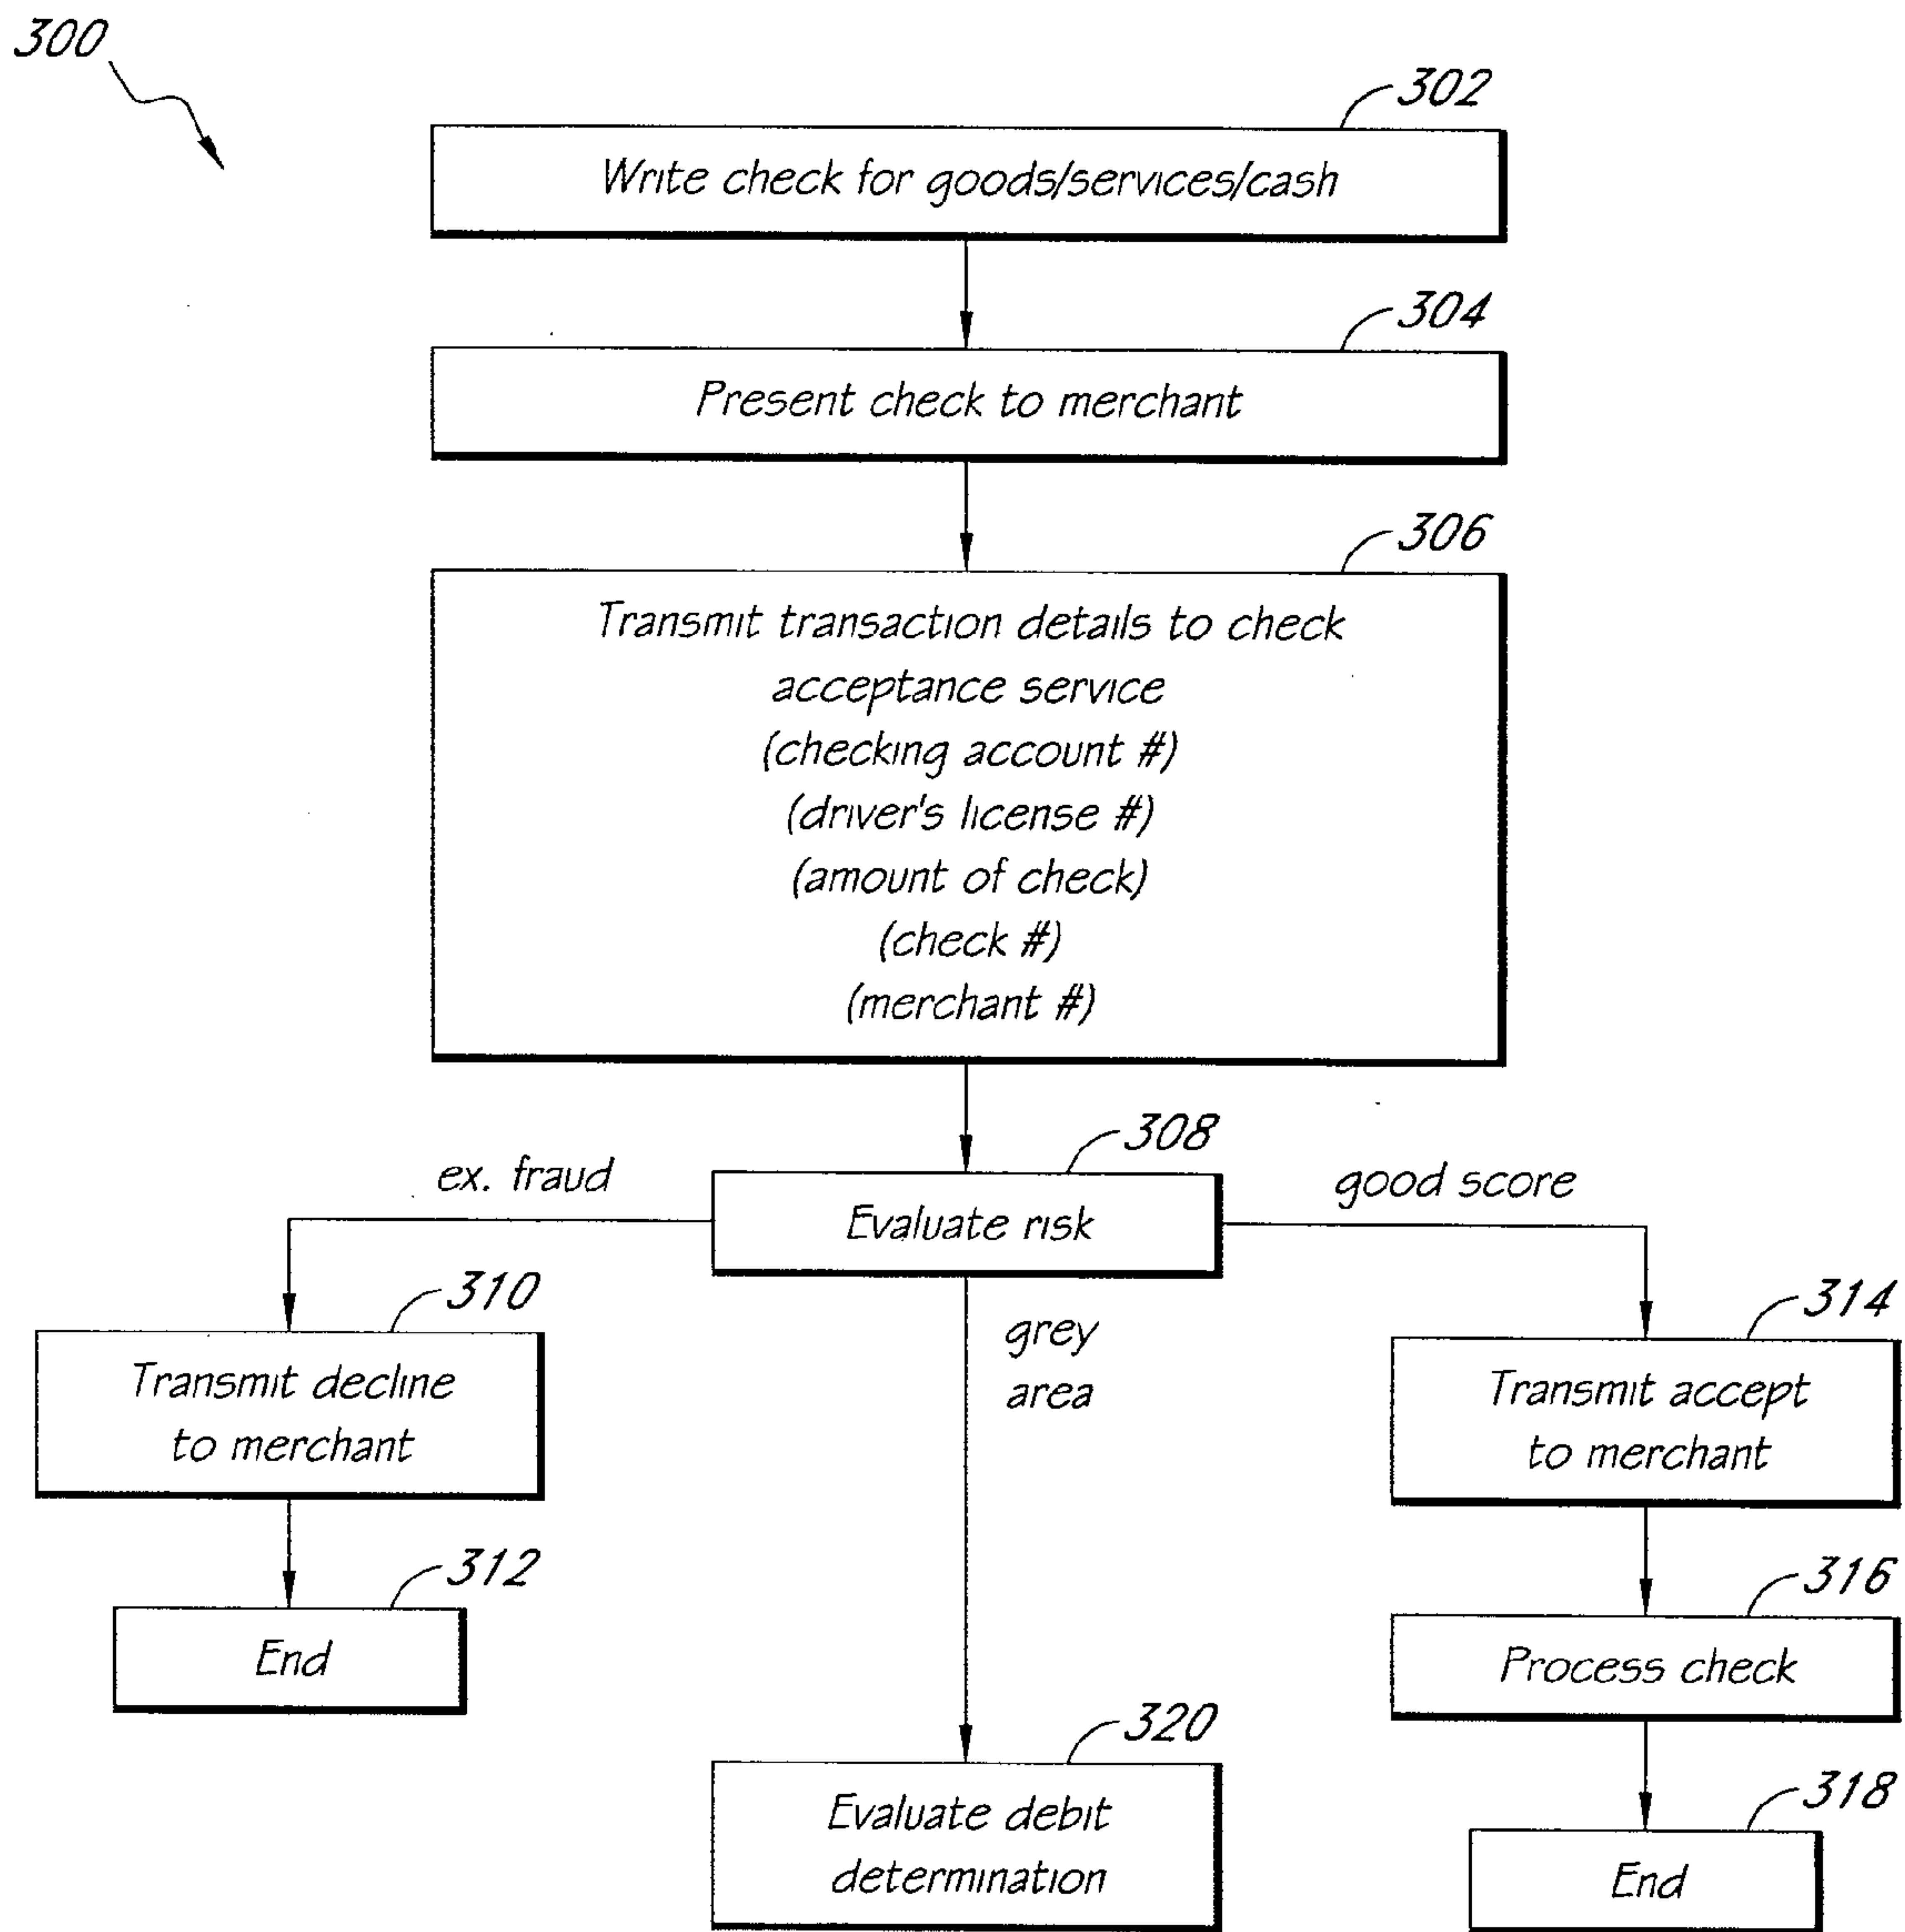 300
302
Write check for goods/services/cash
304
Present check to merchant
306
Transmit transaction details to check
acceptance service
(checking account #)
(driver's license #)
(amount of check)
(check #)
(merchant #)
308
ex. fraud
Evaluate risk
good score
310
Transmit decline
to merchant
grey
area
314
Transmit accept
to merchant
312
End
316
Process check
320
Evaluate debit
determination
318
End